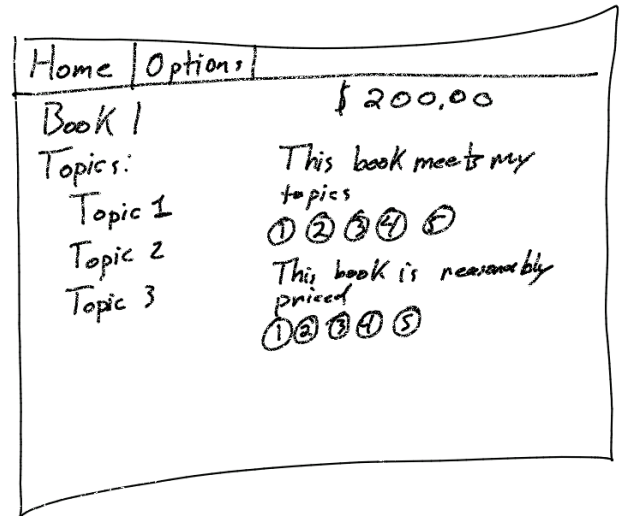 Home Options
Book 1
$ 200.00
Topics:
Topic 1
Topic 2
Topic 3
This book meets my
topics
1 2 3 4 5
This book is reasonably
priced
1 2 3 4 5